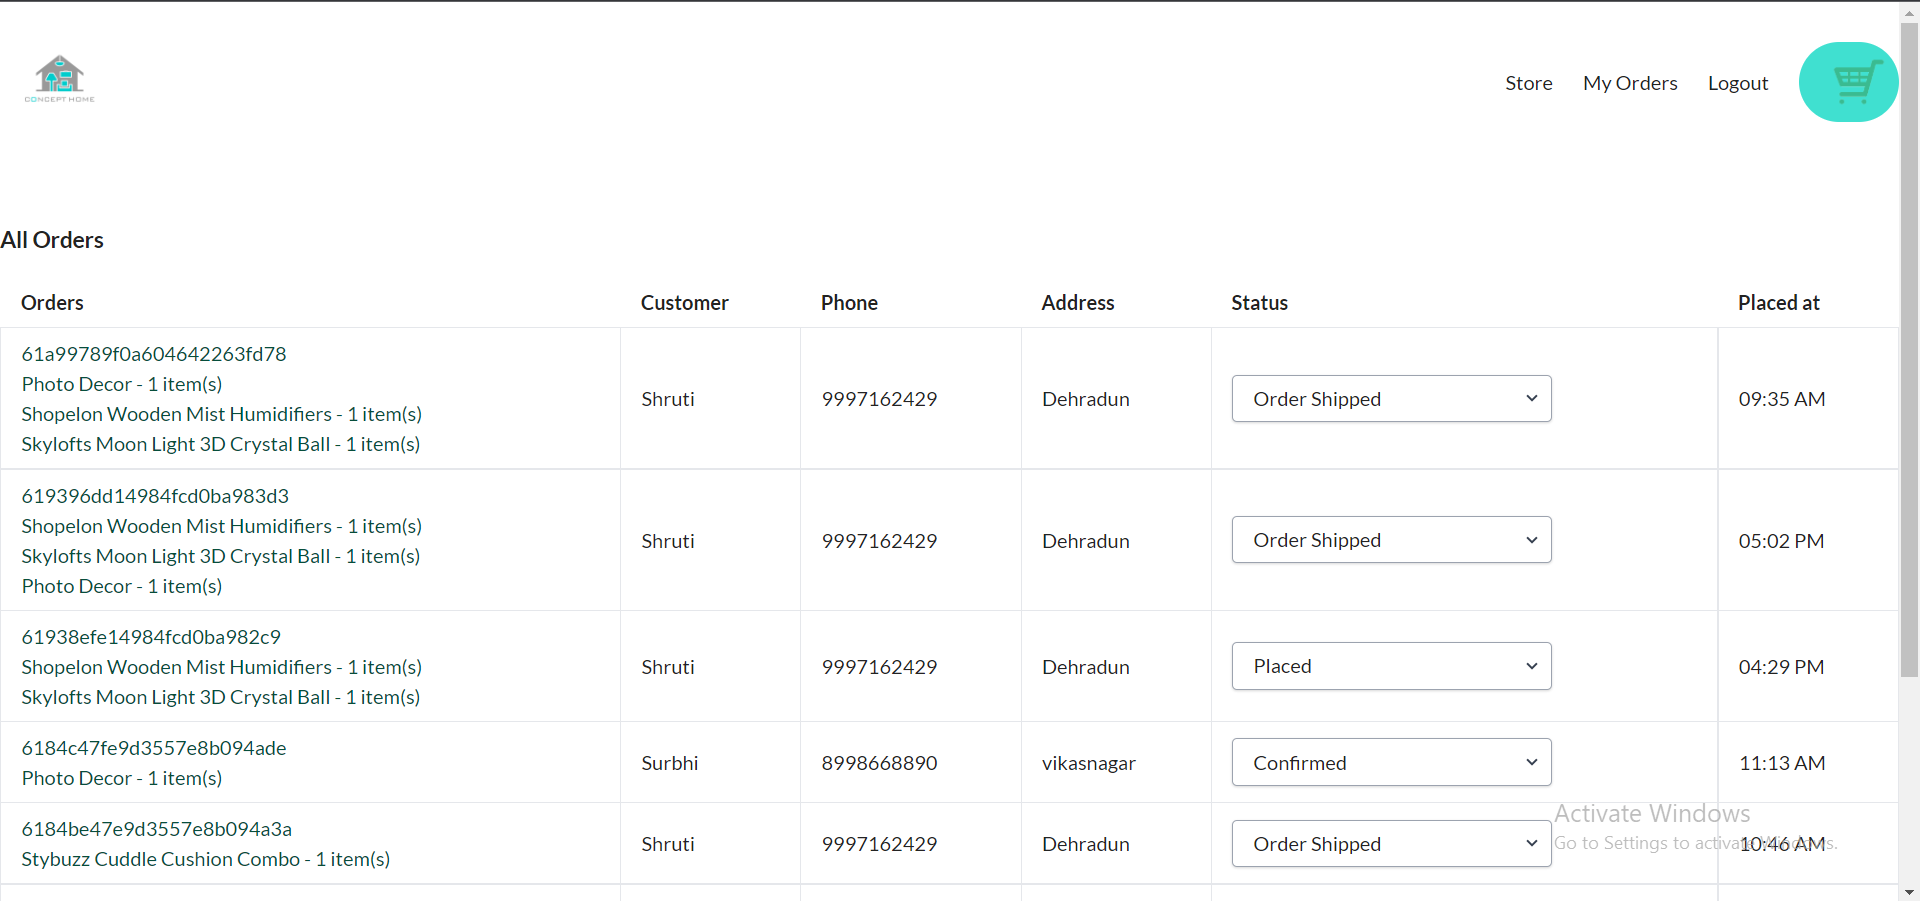 CONCEPT HOME
Store My Orders Logout
All Orders
Orders Customer Phone Address Status Placed at
61a99789f0a604642263fd78
Photo Decor - 1 item(s)
Shopelon Wooden Mist Humidifiers - 1 item(s)
Skylofts Moon Light 3D Crystal Ball - 1 item(s)
Shruti 9997162429 Dehradun Order Shipped 09:35 AM
619396dd14984fcd0ba983d3
Shopelon Wooden Mist Humidifiers - 1 item(s)
Skylofts Moon Light 3D Crystal Ball - 1 item(s)
Photo Decor - 1 item(s)
Shruti 9997162429 Dehradun Order Shipped 05:02 PM
61938efe14984fcd0ba982c9
Shopelon Wooden Mist Humidifiers - 1 item(s)
Skylofts Moon Light 3D Crystal Ball - 1 item(s)
Shruti 9997162429 Dehradun Placed 04:29 PM
6184c47fe9d3557e8b094ade
Photo Decor - 1 item(s)
Surbhi 8998668890 vikasnagar Confirmed 11:13 AM
6184be47e9d3557e8b094a3a
Stybuzz Cuddle Cushion Combo - 1 item(s)
Shruti 9997162429 Dehradun Order Shipped 10:46 AM
Activate Windows
Go to Settings to activate Windows.